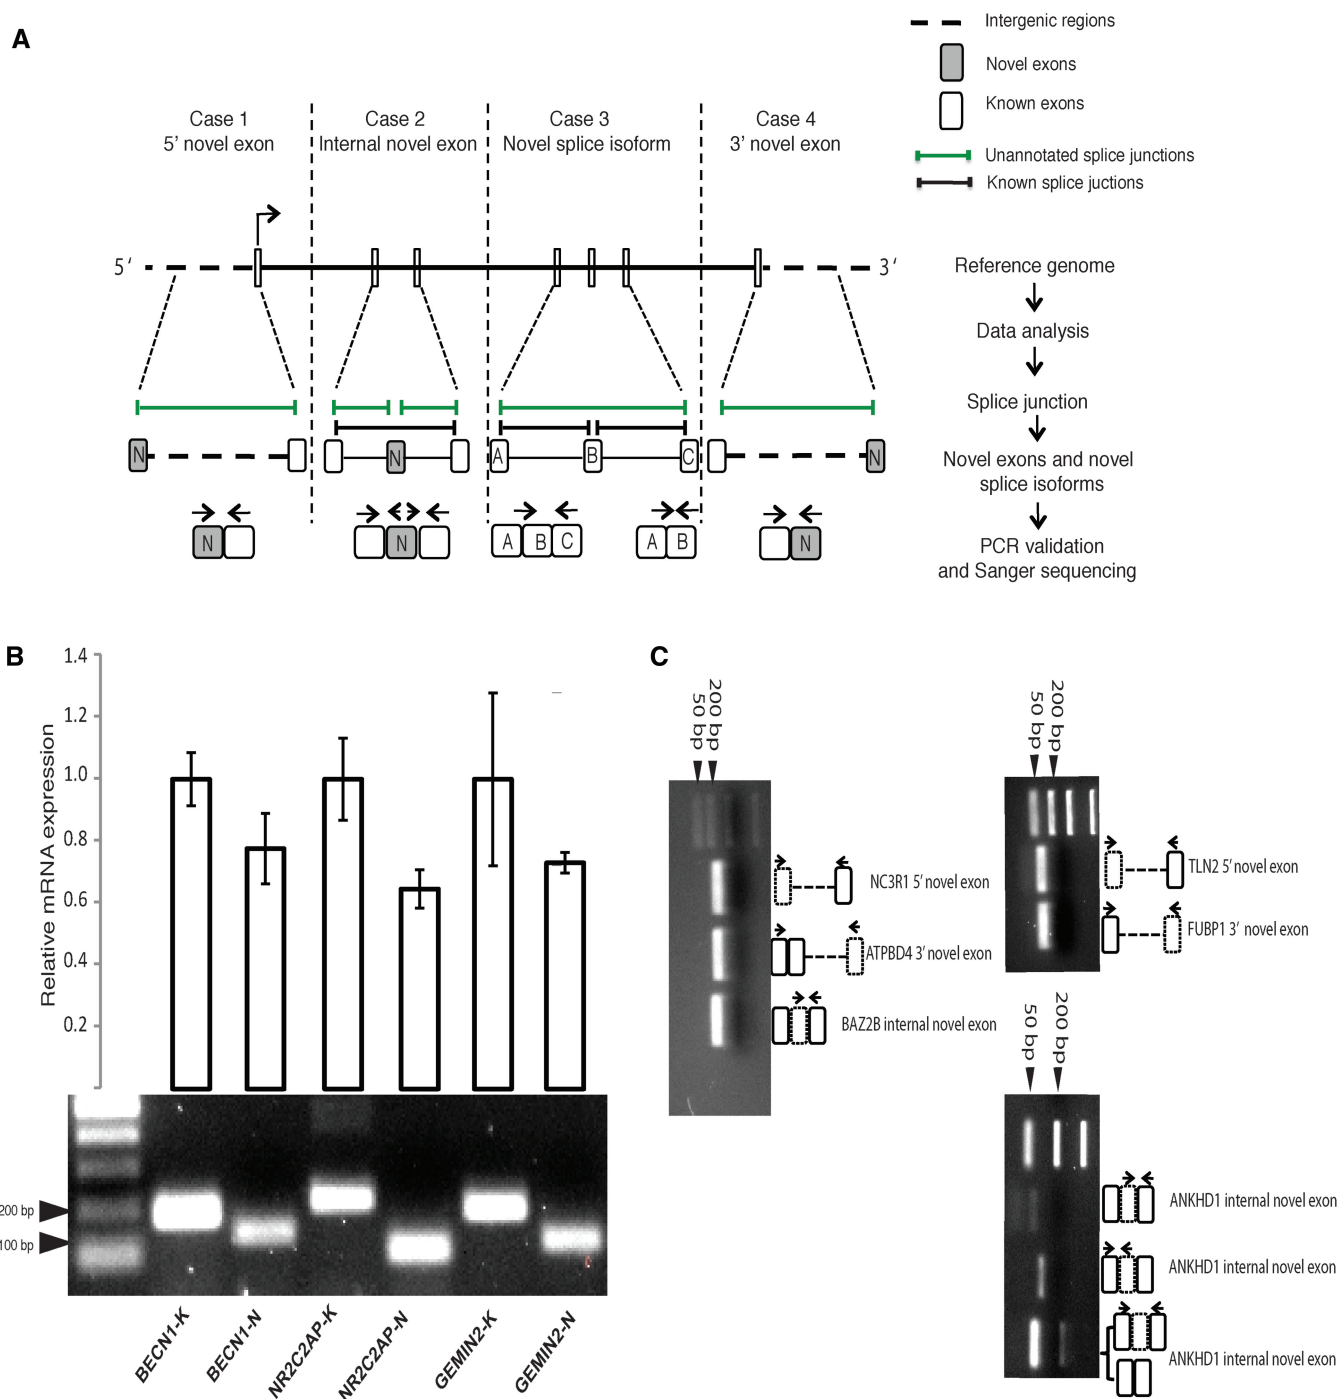 A
Intergenic regions
Novel exons
Known exons
Unannotated splice junctions
Known splice juctions
Case 1
5’ novel exon
Case 2
Internal novel exon
Case 3
Novel splice isoform
Case 4
3’ novel exon
5’
3’
N
N
A
B
C
N
N
N
A
B
C
A
B
N
Reference genome
Data analysis
Splice junction
Novel exons and novel
splice isoforms
PCR validation
and Sanger sequencing
B
Relative mRNA expression
1.4
1.2
1.0
0.8
0.6
0.4
0.2
200 bp
100 bp
BECN1-K
BECN1-N
NR2C2AP-K
NR2C2AP-N
GEMIN2-K
GEMIN2-N
C
50 bp
200 bp
NC3R1 5’ novel exon
ATPBD4 3’ novel exon
BAZ2B internal novel exon
50 bp
200 bp
TLN2 5’ novel exon
FUBP1 3’ novel exon
50 bp
200 bp
ANKHD1 internal novel exon
ANKHD1 internal novel exon
ANKHD1 internal novel exon